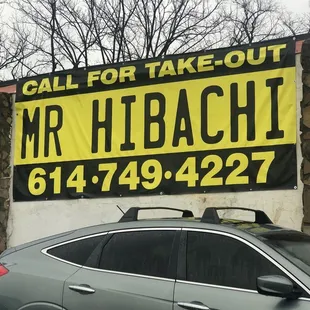 CALL FOR TAKE-OUT
MR HIBACHI
614·749·4227